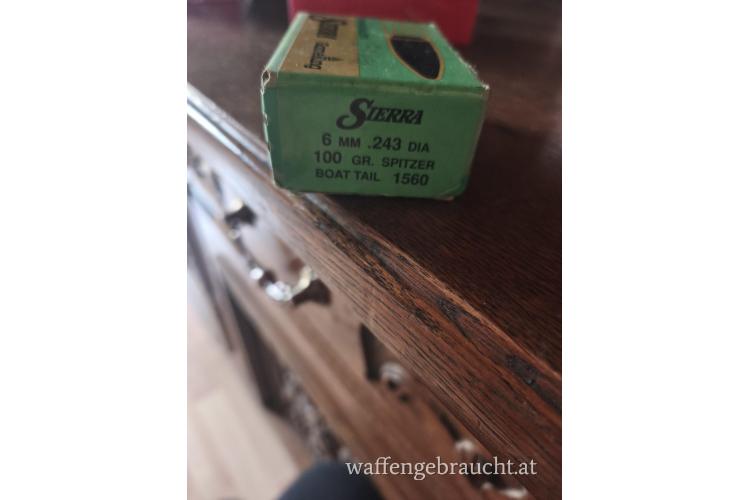 SIERRA
6 MM .243 DIA
100 GR. SPITZER
BOAT TAIL 1560
waffengebraucht.at